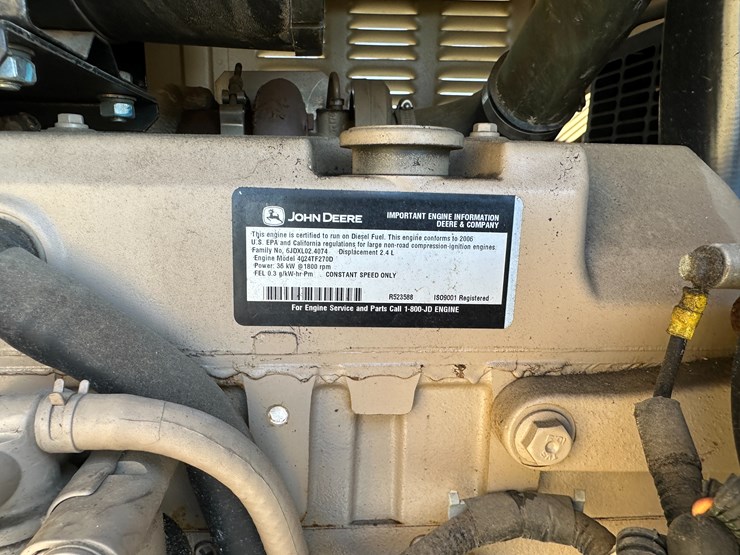 JOHN DEERE
IMPORTANT ENGINE INFORMATION
DEERE & COMPANY
This engine is certified to run on Diesel Fuel. This engine conforms to 2006
U.S. EPA and California regulations for large non-road compression-ignition engines
Family No. 6JDXL02.4074 Displacement 2.4 L
Engine Model 4024TF270D
Power: 36 kW @1800 rpm
FEL 0.3 g/kW-hr Pm CONSTANT SPEED ONLY
R523588 ISO9001 Registered
For Engine Service and Parts Call 1-800-JD ENGINE